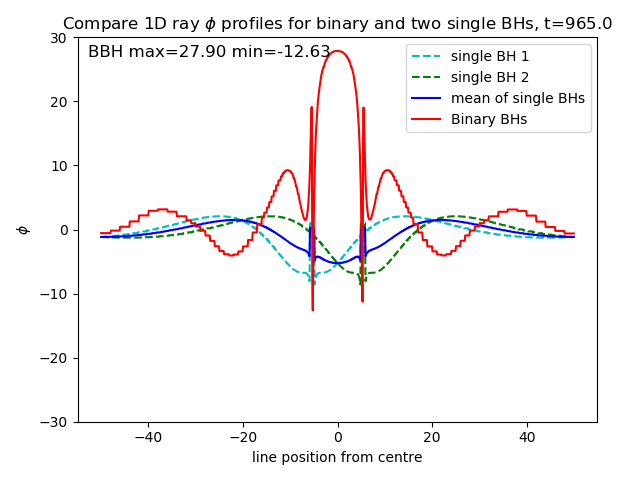 Compare 1D ray ϕ profiles for binary and two single BHs, t=965.0
BBH max=27.90 min=-12.63
single BH 1
single BH 2
mean of single BHs
Binary BHs
30
20
10
0
−10
−20
−30
ϕ
−40
−20
0
20
40
line position from centre